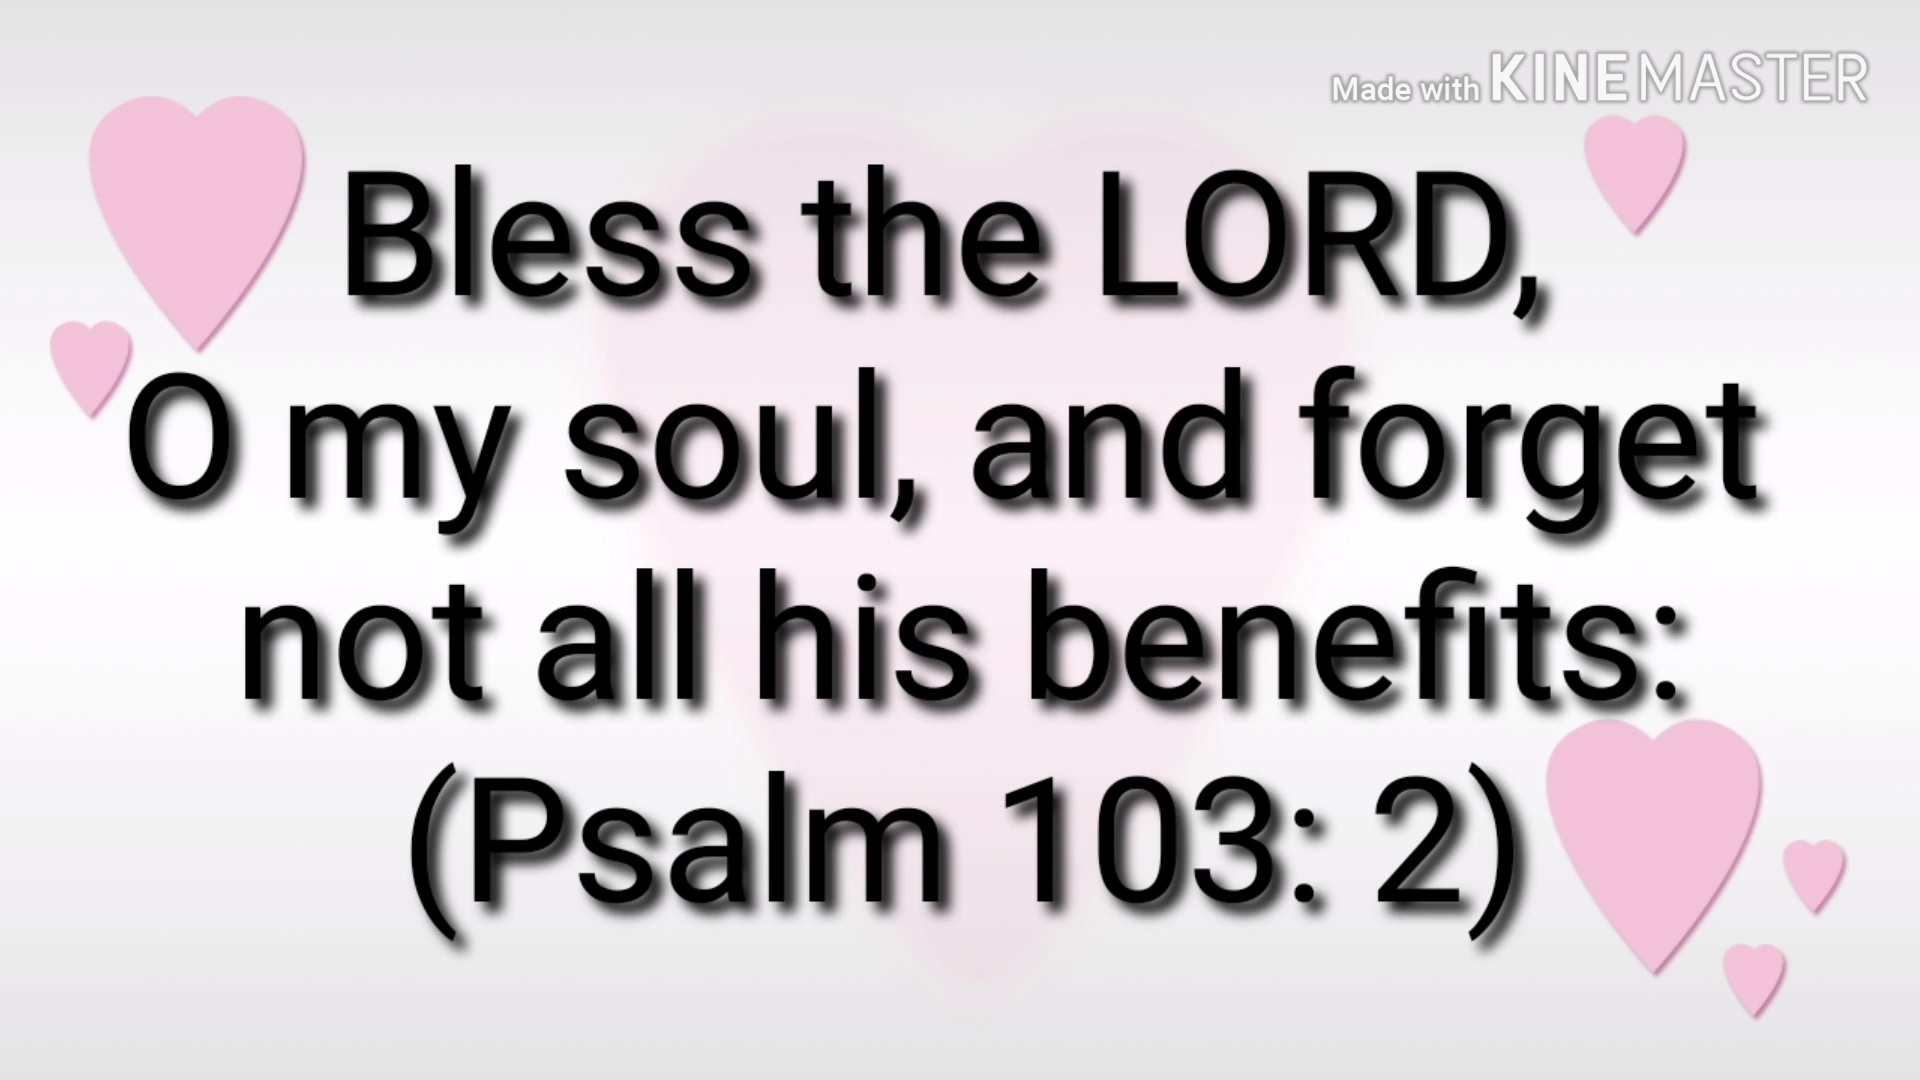 Made with KINEMASTER
Bless the LORD,
O my soul, and forget
not all his benefits:
(Psalm 103: 2)